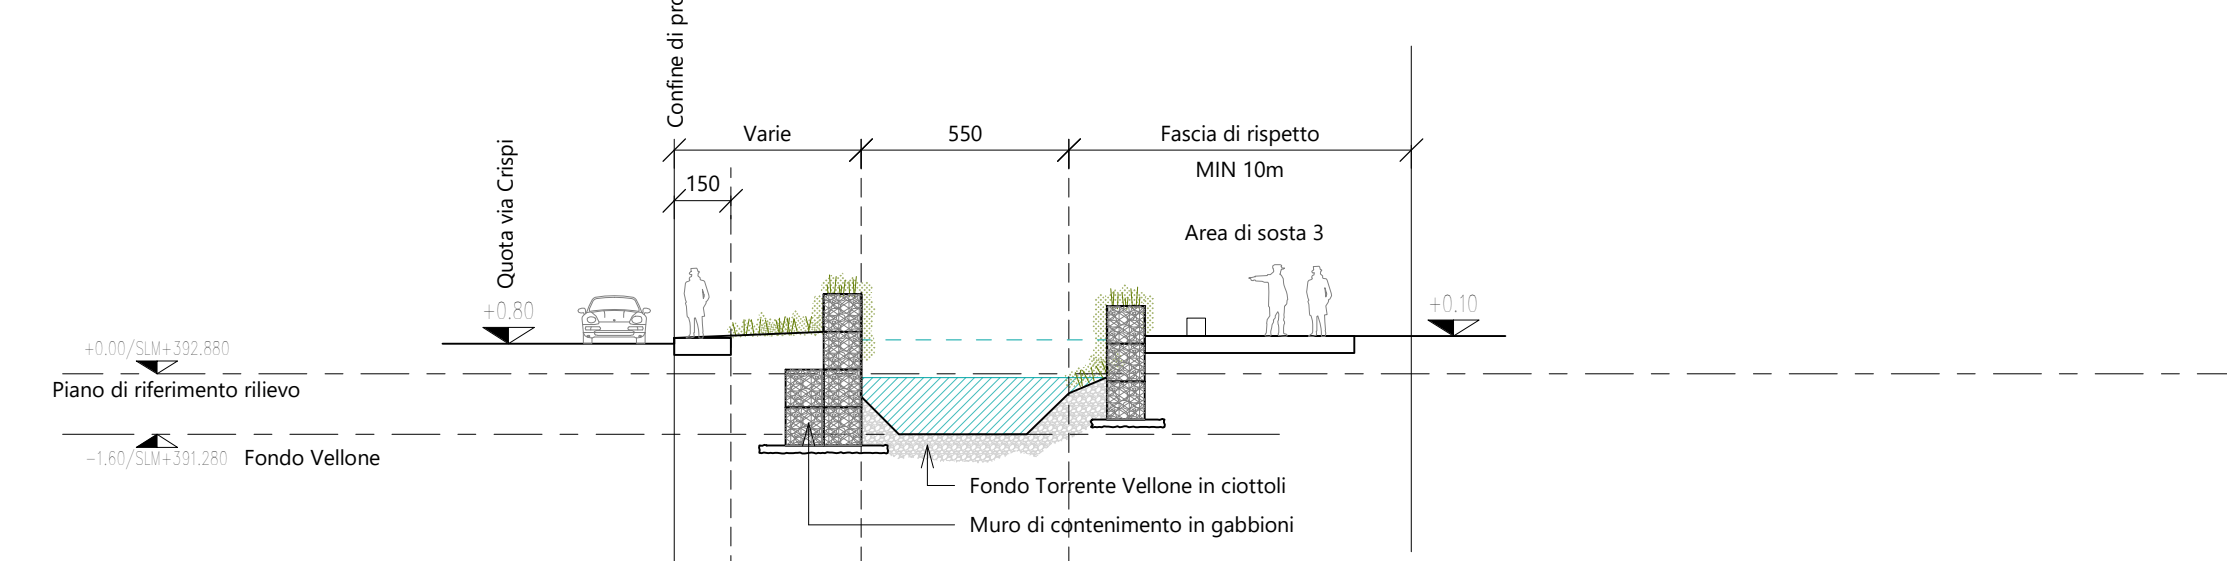 Confine di
Varie
550
Fascia di rispetto
MIN 10m
150
Quota via Crispi
Area di sosta 3
+0.80
+0.10
+0.00/SLM+392.880
Piano di riferimento rilievo
-1.60/SLM+391.280
Fondo Vellone
Fondo Torrente Vellone in ciottoli
Muro di contenimento in gabbioni